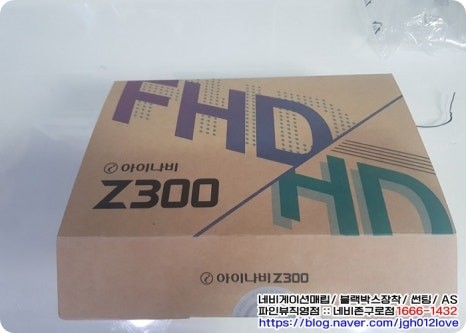 FHD
HD
아이나비
Z300
아이나비 Z300
네비게이션매립/ 블랙박스장착/ 썬팅/ AS
파인뷰직영점 :: 네비존구로점 1666-1432
https://blog.naver.com/jgh012love